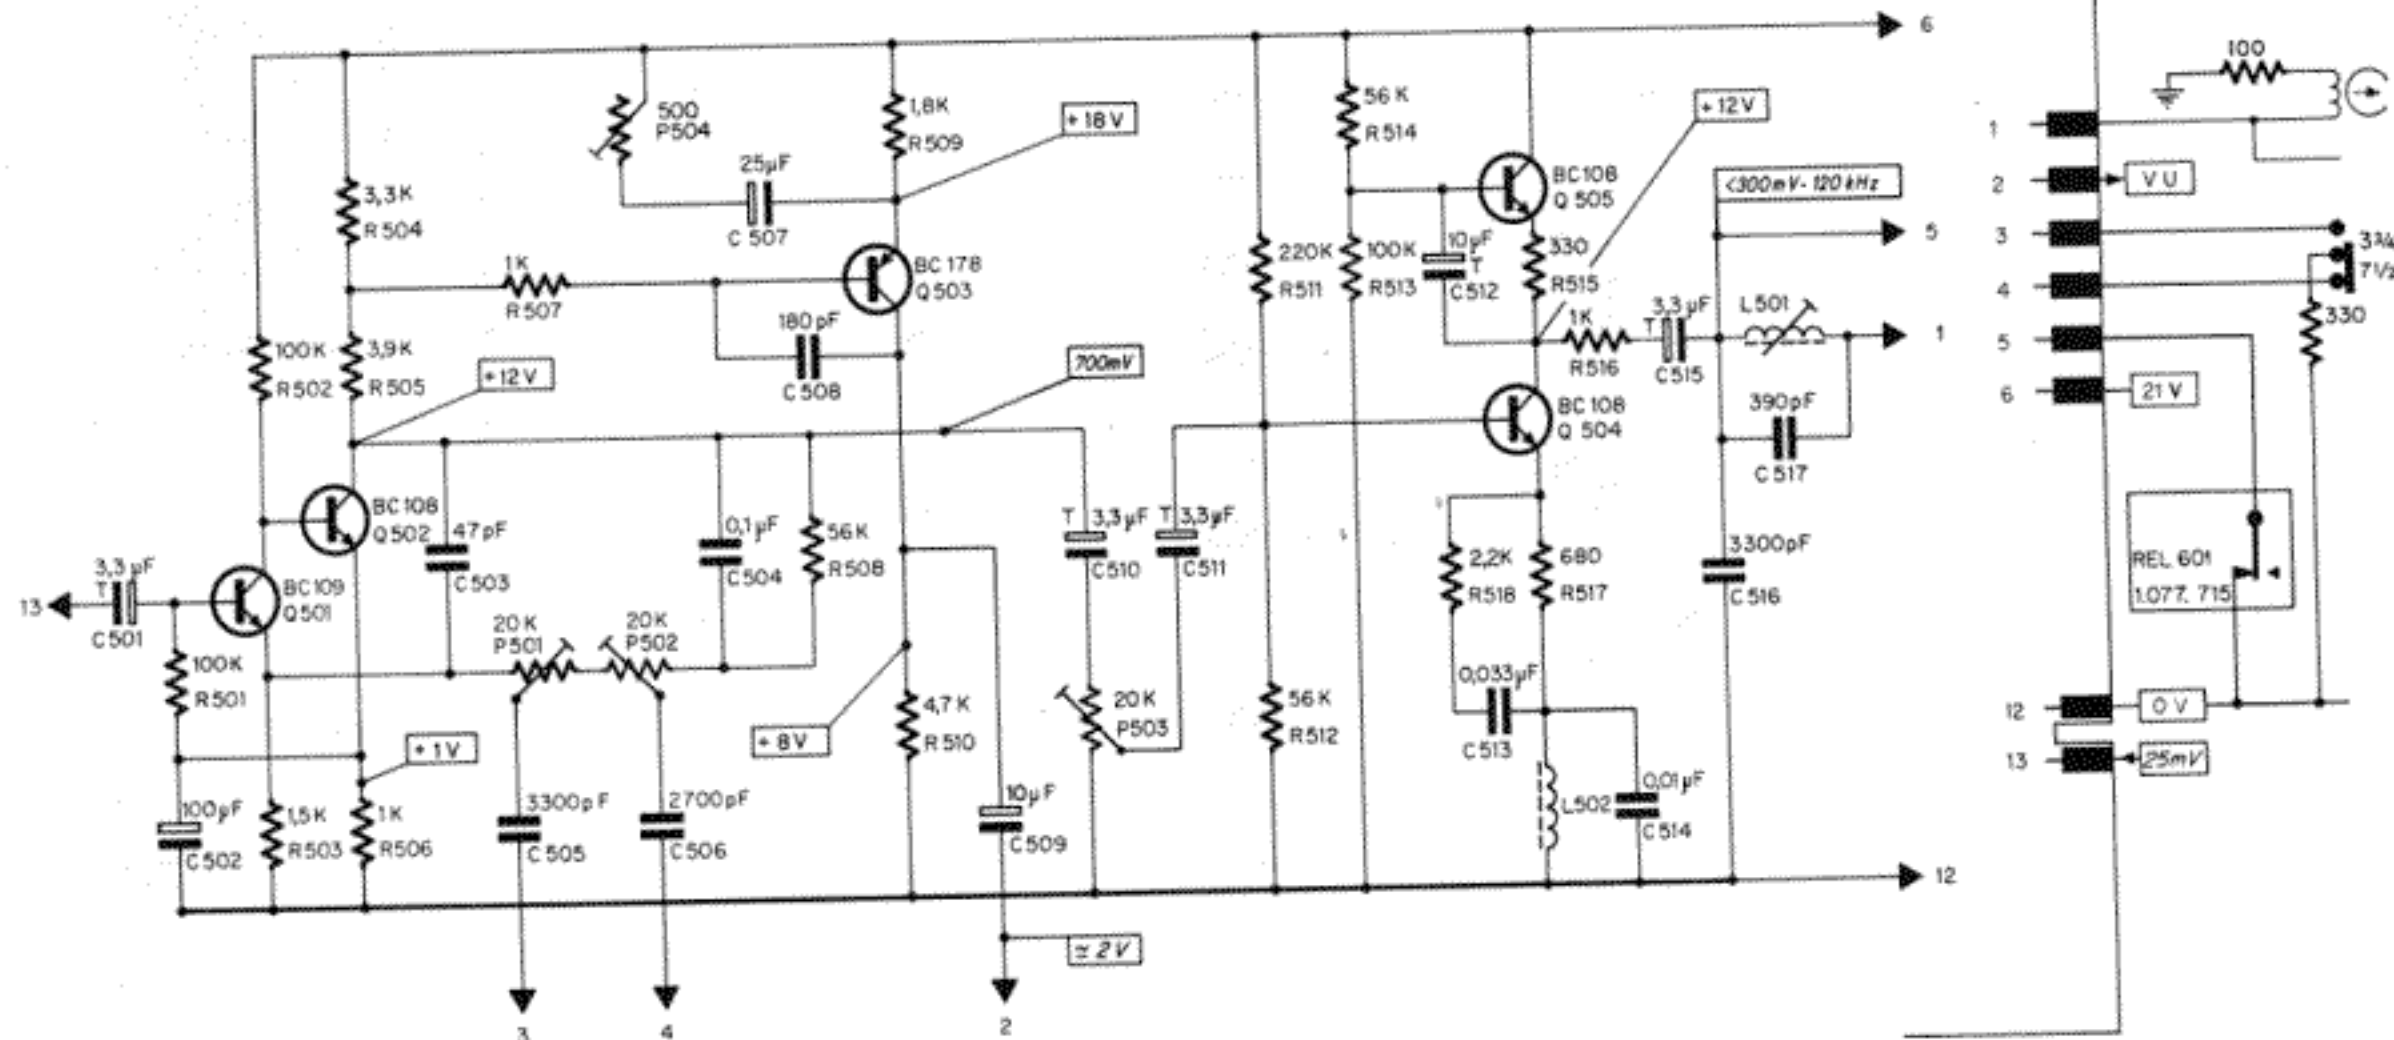 6
100
500
P504
1,8K
R509
+18V
56K
R514
+12V
1
25µF
C507
BC108
Q505
<300mV-120kHz
2
VU
3,3K
R504
5
3
3 3/4
7 1/2
1K
R507
BC178
Q503
220K
R511
100K
R513
10µF
T
C512
330
R515
4
180pF
C508
3,3µF
T
C515
L501
1K
R516
1
5
330
100K
R502
3,9K
R505
+12V
700mV
6
21V
BC108
Q504
390pF
C517
BC108
Q502
47pF
C503
0,1µF
C504
56K
R508
T 3,3µF
C510
T 3,3µF
C511
2,2K
R518
680
R517
3300pF
C516
REL 601
1.077.715
3,3µF
T
C501
13
BC109
Q501
20K
P501
20K
P502
100K
R501
0,033µF
C513
4,7K
R510
20K
P503
56K
R512
12
0V
+1V
+8V
13
25mV
100µF
C502
1,5K
R503
1K
R506
3300pF
C505
2700pF
C506
10µF
C509
L502
0,01µF
C514
12
≃2V
3
4
2